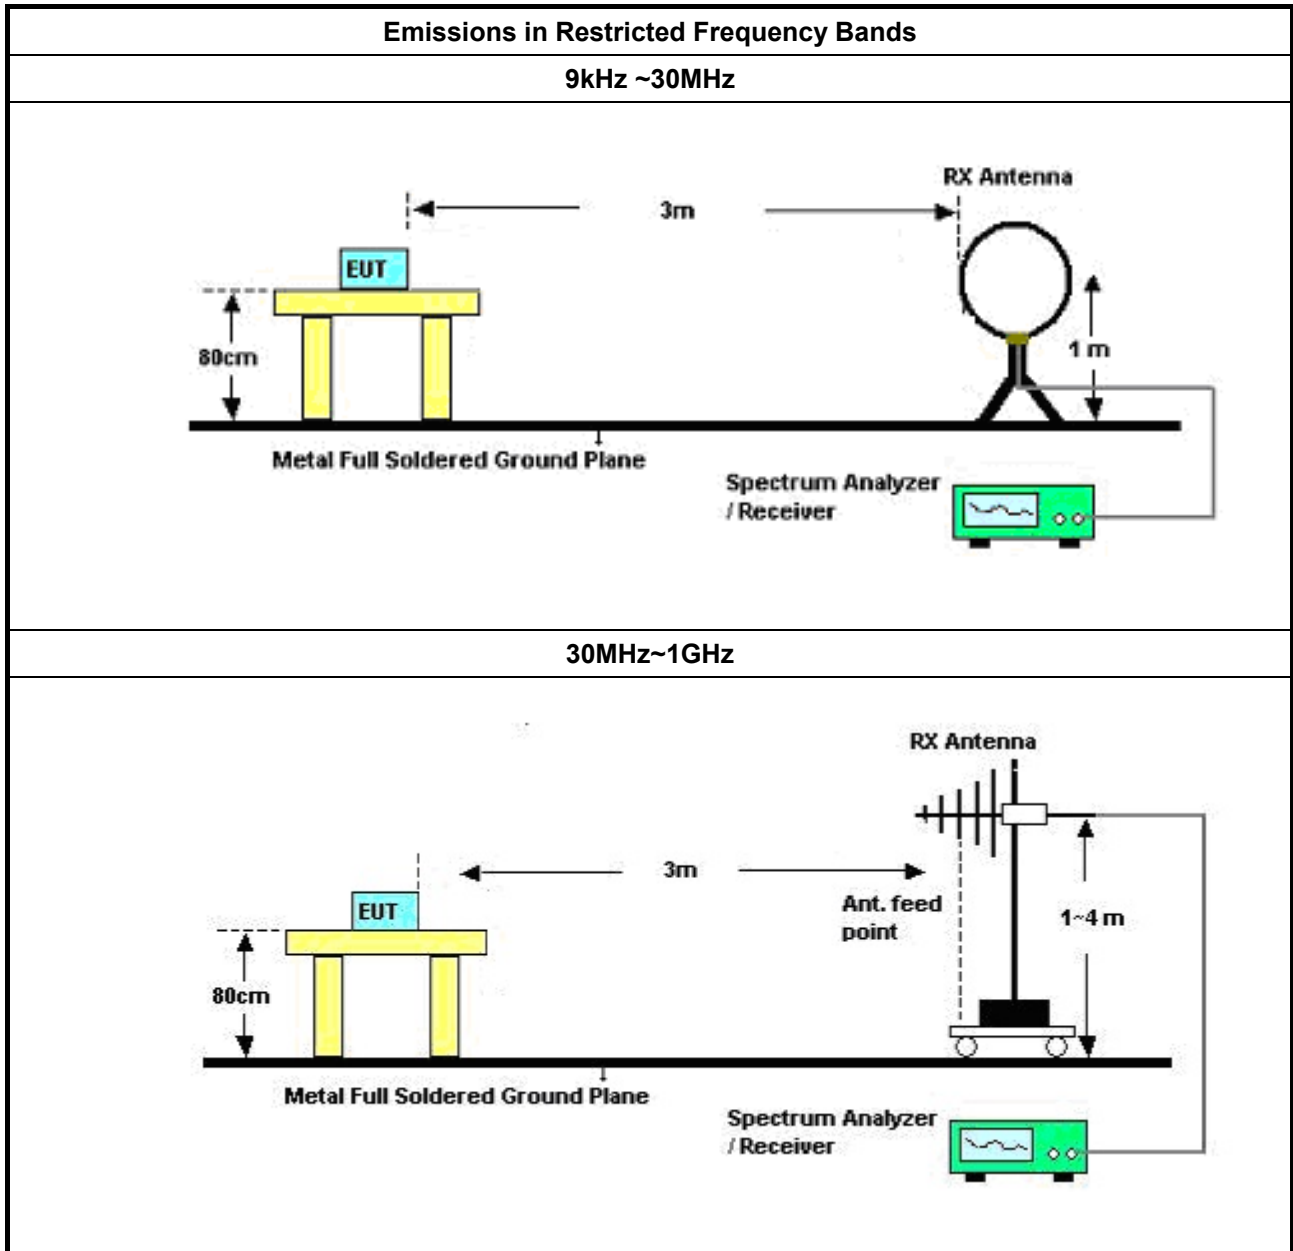 Emissions in Restricted Frequency Bands
9kHz ~30MHz
RX Antenna
3m
EUT
80cm
1 m
Metal Full Soldered Ground Plane
Spectrum Analyzer
/ Receiver
30MHz~1GHz
RX Antenna
3m
Ant. feed
point
EUT
1~4 m
80cm
Metal Full Soldered Ground Plane
Spectrum Analyzer
/ Receiver